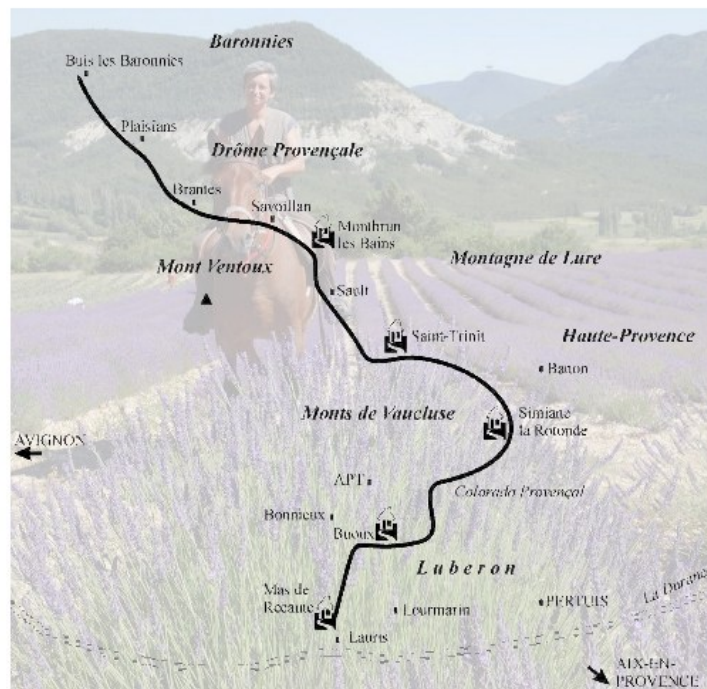 Baronnies
Buis les Baronnies
Plaisians
Drôme Provençale
Brantes
Savoillan
Montbrun
les Bains
Mont Ventoux
Montagne de Lure
Sault
Saint-Trinit
Haute-Provence
Banon
Monts de Vaucluse
Simiane
la Rotonde
AVIGNON
APT
Colorado Provençal
Bonnieux
Buoux
Luberon
Mas de
Recaute
Lourmarin
PERTUIS
La Durance
Lauris
AIX-EN-
PROVENCE